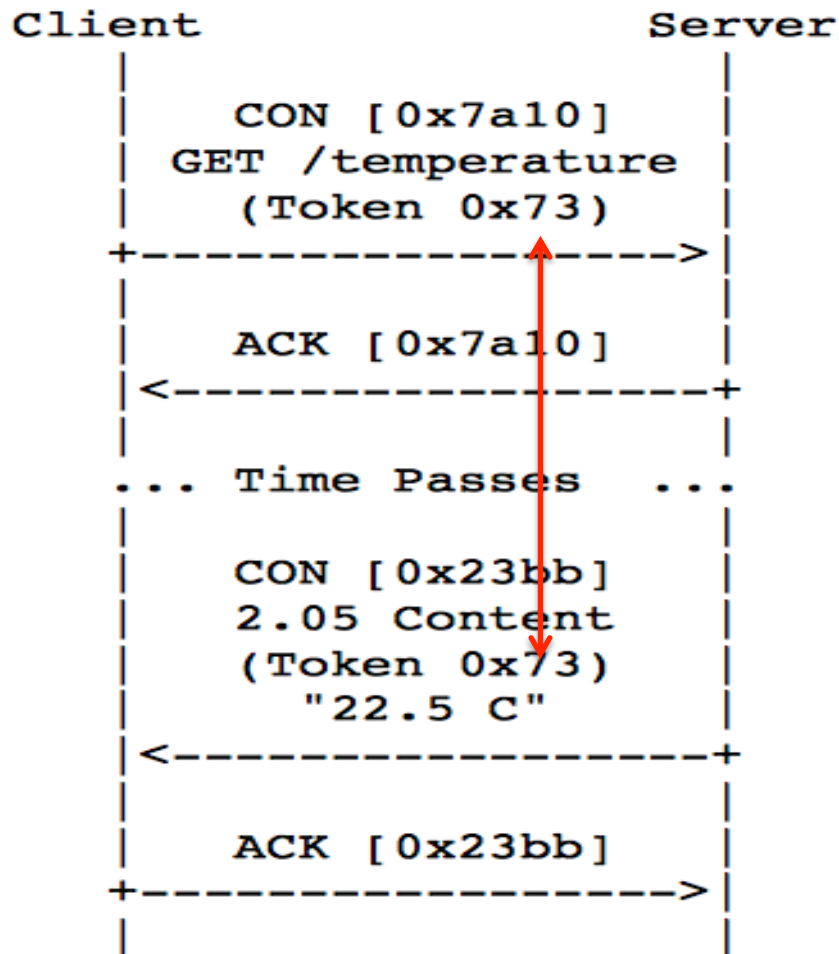 Client Server
CON [0x7a10]
GET /temperature
(Token 0x73)
+------------------->|
ACK [0x7a10]
|<-------------------+
... Time Passes ...
CON [0x23bb]
2.05 Content
(Token 0x73)
"22.5 C"
|<-------------------+
ACK [0x23bb]
+------------------->|